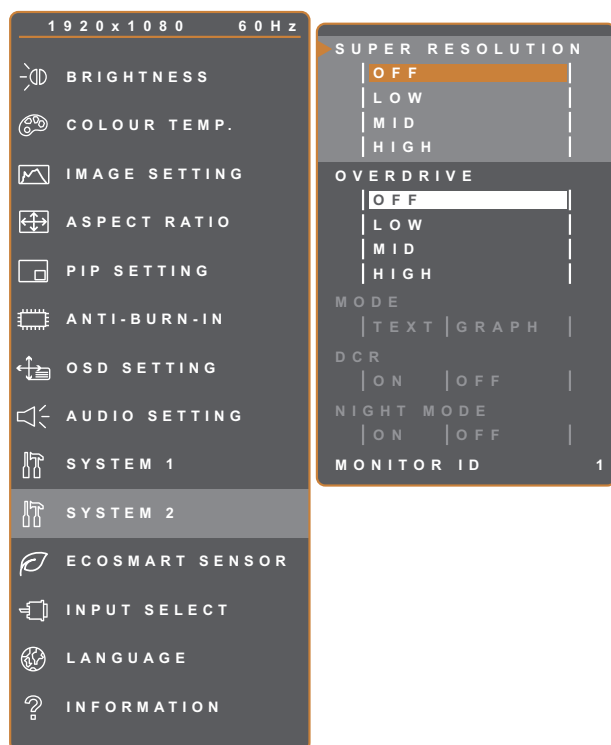 1920x1080 60Hz
BRIGHTNESS
COLOUR TEMP.
IMAGE SETTING
ASPECT RATIO
PIP SETTING
ANTI-BURN-IN
OSD SETTING
AUDIO SETTING
SYSTEM 1
SYSTEM 2
ECOSMART SENSOR
INPUT SELECT
LANGUAGE
INFORMATION
SUPER RESOLUTION
OFF
LOW
MID
HIGH
OVERDRIVE
OFF
LOW
MID
HIGH
MODE
TEXT GRAPH
DCR
ON OFF
NIGHT MODE
ON OFF
MONITOR ID 1